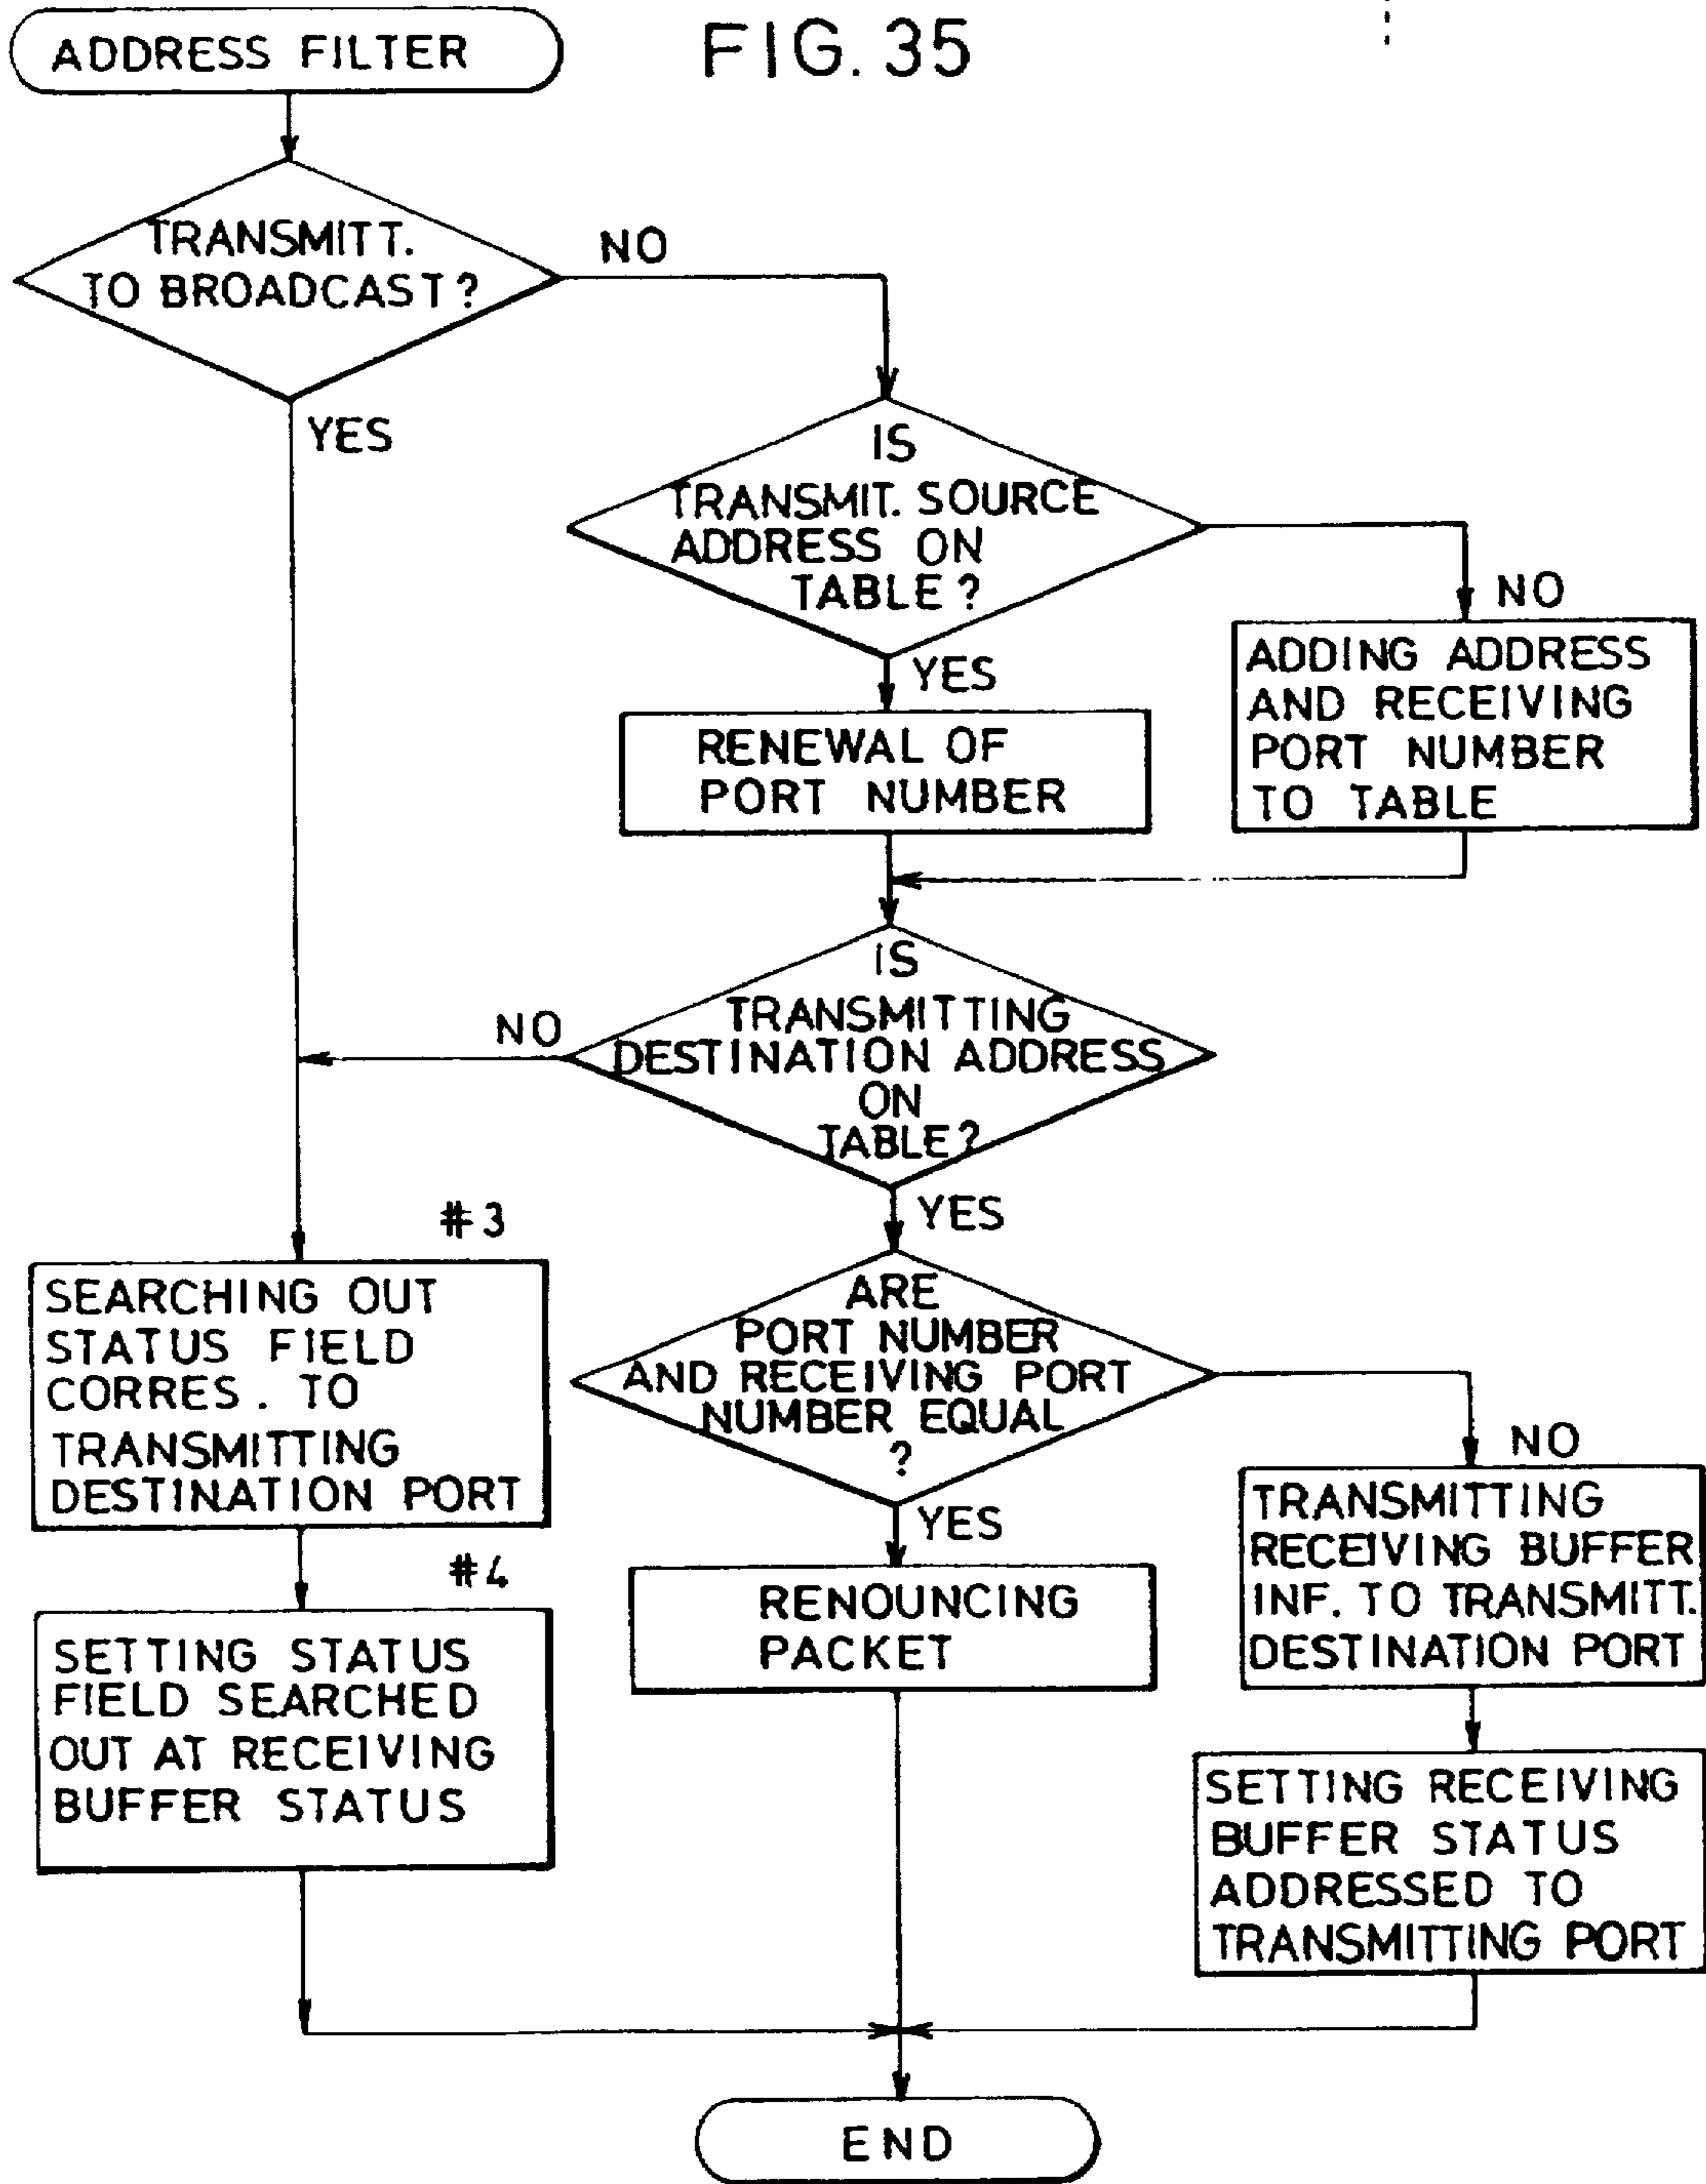 FIG. 35
ADDRESS FILTER
TRANSMITT.
TO BROADCAST?
NO
YES
IS
TRANSMIT. SOURCE
ADDRESS ON
TABLE?
NO
YES
ADDING ADDRESS
AND RECEIVING
PORT NUMBER
TO TABLE
RENEWAL OF
PORT NUMBER
IS
TRANSMITTING
DESTINATION ADDRESS
ON
TABLE?
NO
YES
#3
SEARCHING OUT
STATUS FIELD
CORRES. TO
TRANSMITTING
DESTINATION PORT
ARE
PORT NUMBER
AND RECEIVING PORT
NUMBER EQUAL
?
NO
YES
TRANSMITTING
RECEIVING BUFFER
INF. TO TRANSMITT.
DESTINATION PORT
#4
SETTING STATUS
FIELD SEARCHED
OUT AT RECEIVING
BUFFER STATUS
RENOUNCING
PACKET
SETTING RECEIVING
BUFFER STATUS
ADDRESSED TO
TRANSMITTING PORT
END